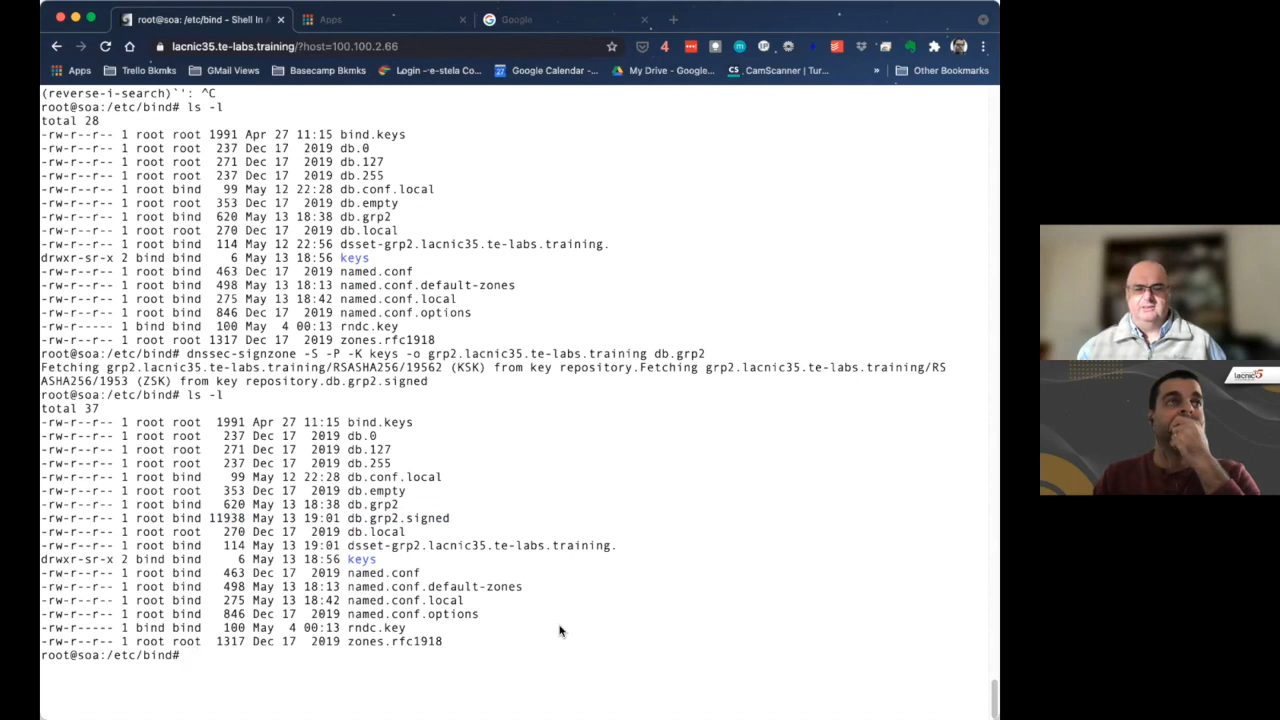 root@soa: /etc/bind - Shell In A
Apps
Google
lacnic35.te-labs.training/?host=100.100.2.66
4
Apps
Trello Bkmks
GMail Views
Basecamp Bkmks
Login - e-stela Co...
27
Google Calendar -...
My Drive - Google...
CS
CamScanner | Tur...
»
Other Bookmarks
(reverse-i-search)`': ^C
root@soa:/etc/bind# ls -l
total 28
-rw-r--r-- 1 root root 1991 Apr 27 11:15 bind.keys
-rw-r--r-- 1 root root 237 Dec 17 2019 db.0
-rw-r--r-- 1 root root 271 Dec 17 2019 db.127
-rw-r--r-- 1 root root 237 Dec 17 2019 db.255
-rw-r--r-- 1 root bind 99 May 12 22:28 db.conf.local
-rw-r--r-- 1 root root 353 Dec 17 2019 db.empty
-rw-r--r-- 1 root bind 620 May 13 18:38 db.grp2
-rw-r--r-- 1 root root 270 Dec 17 2019 db.local
-rw-r--r-- 1 root bind 114 May 12 22:56 dsset-grp2.lacnic35.te-labs.training.
drwxr-sr-x 2 bind bind 6 May 13 18:56 keys
-rw-r--r-- 1 root bind 463 Dec 17 2019 named.conf
-rw-r--r-- 1 root bind 498 May 13 18:13 named.conf.default-zones
-rw-r--r-- 1 root bind 275 May 13 18:42 named.conf.local
-rw-r--r-- 1 root bind 846 Dec 17 2019 named.conf.options
-rw-r----- 1 bind bind 100 May 4 00:13 rndc.key
-rw-r--r-- 1 root root 1317 Dec 17 2019 zones.rfc1918
root@soa:/etc/bind# dnssec-signzone -S -P -K keys -o grp2.lacnic35.te-labs.training db.grp2
Fetching grp2.lacnic35.te-labs.training/RSASHA256/19562 (KSK) from key repository.Fetching grp2.lacnic35.te-labs.training/RS
ASHA256/1953 (ZSK) from key repository.db.grp2.signed
root@soa:/etc/bind# ls -l
total 37
-rw-r--r-- 1 root root 1991 Apr 27 11:15 bind.keys
-rw-r--r-- 1 root root 237 Dec 17 2019 db.0
-rw-r--r-- 1 root root 271 Dec 17 2019 db.127
-rw-r--r-- 1 root root 237 Dec 17 2019 db.255
-rw-r--r-- 1 root bind 99 May 12 22:28 db.conf.local
-rw-r--r-- 1 root root 353 Dec 17 2019 db.empty
-rw-r--r-- 1 root bind 620 May 13 18:38 db.grp2
-rw-r--r-- 1 root bind 11938 May 13 19:01 db.grp2.signed
-rw-r--r-- 1 root root 270 Dec 17 2019 db.local
-rw-r--r-- 1 root bind 114 May 13 19:01 dsset-grp2.lacnic35.te-labs.training.
drwxr-sr-x 2 bind bind 6 May 13 18:56 keys
-rw-r--r-- 1 root bind 463 Dec 17 2019 named.conf
-rw-r--r-- 1 root bind 498 May 13 18:13 named.conf.default-zones
-rw-r--r-- 1 root bind 275 May 13 18:42 named.conf.local
-rw-r--r-- 1 root bind 846 Dec 17 2019 named.conf.options
-rw-r----- 1 bind bind 100 May 4 00:13 rndc.key
-rw-r--r-- 1 root root 1317 Dec 17 2019 zones.rfc1918
root@soa:/etc/bind#